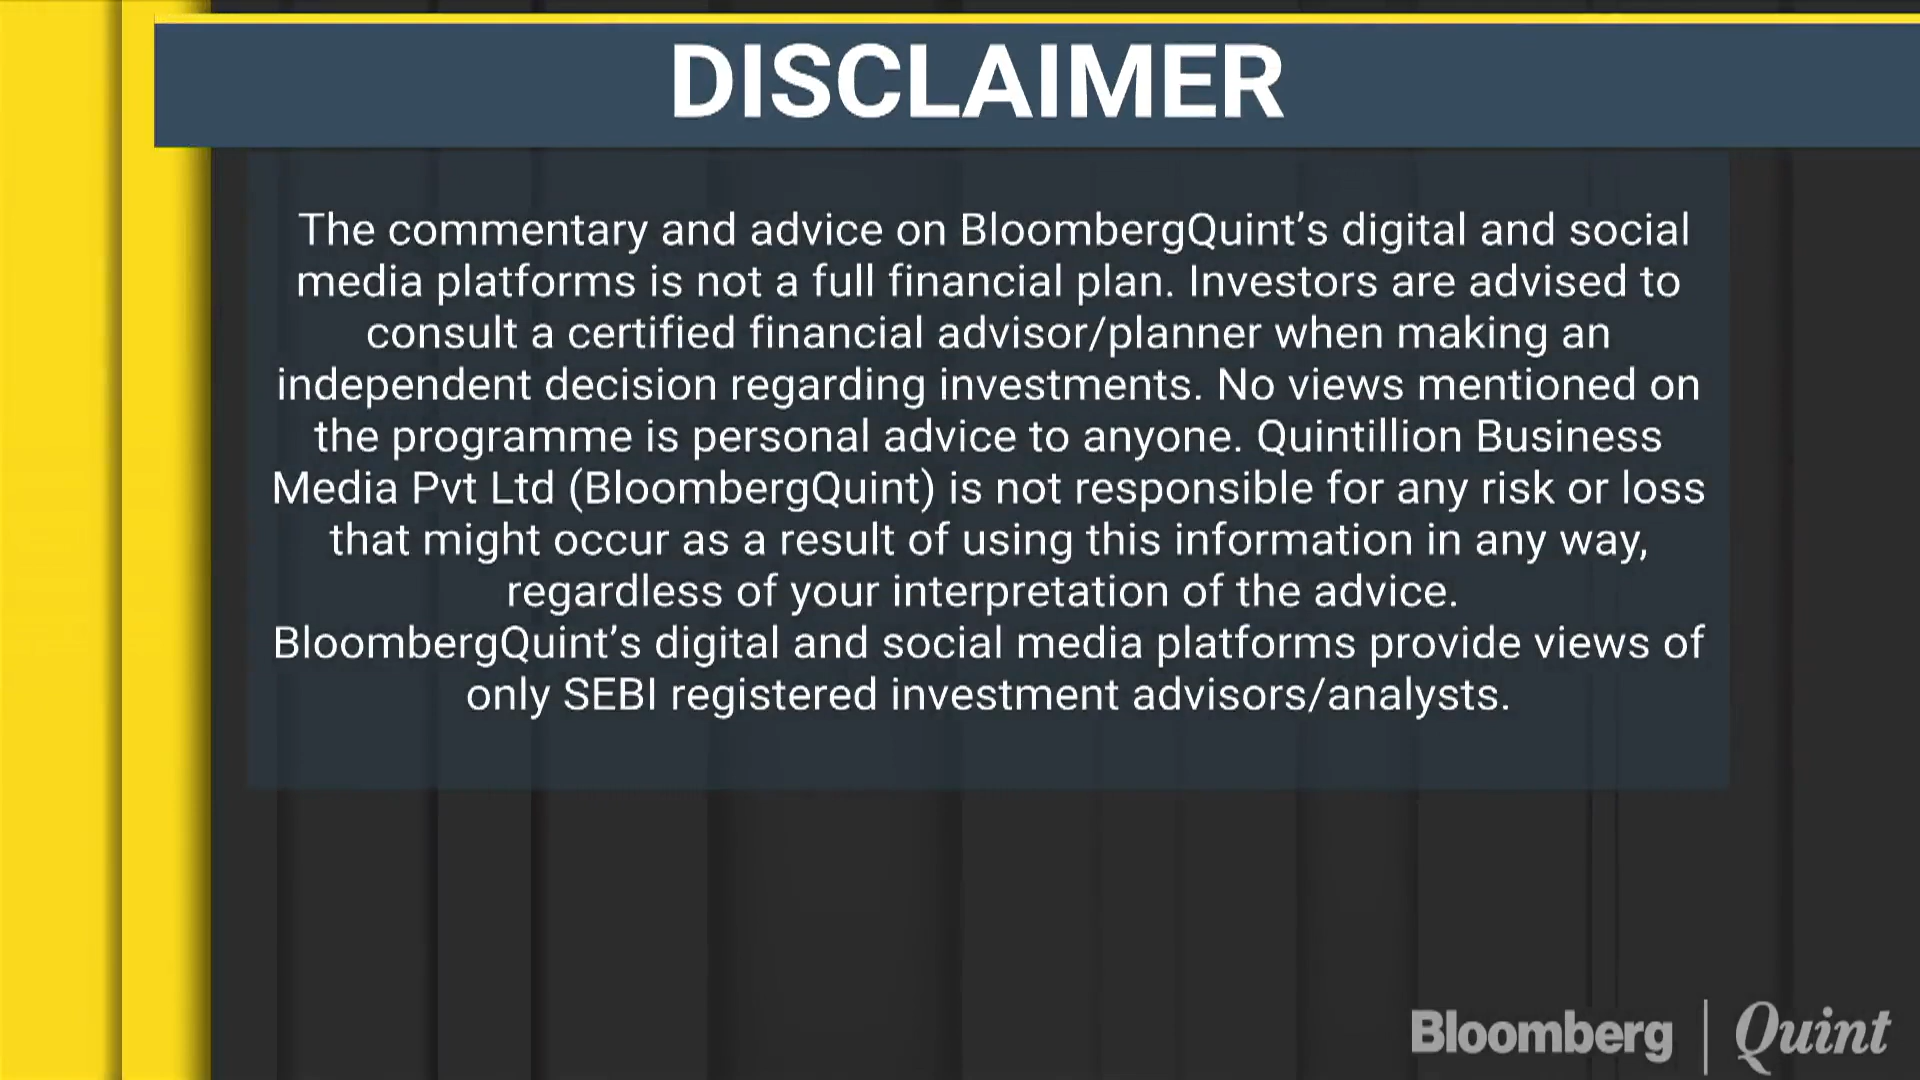 DISCLAIMER
The commentary and advice on BloombergQuint’s digital and social
media platforms is not a full financial plan. Investors are advised to
consult a certified financial advisor/planner when making an
independent decision regarding investments. No views mentioned on
the programme is personal advice to anyone. Quintillion Business
Media Pvt Ltd (BloombergQuint) is not responsible for any risk or loss
that might occur as a result of using this information in any way,
regardless of your interpretation of the advice.
BloombergQuint’s digital and social media platforms provide views of
only SEBI registered investment advisors/analysts.
Bloomberg | Quint